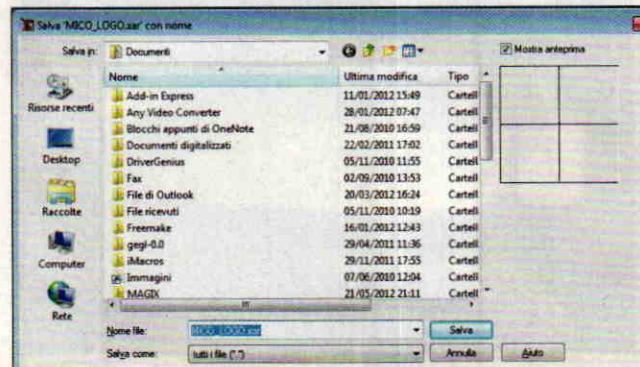 Salva 'MICO_LOGO.xar' con nome
Salva in: Documenti
Mostra anteprima
Nome Ultima modifica Tipo
Risorse recenti
Desktop
Raccolte
Computer
Rete
Add-in Express 11/01/2012 15:49 Cartell
Any Video Converter 28/01/2012 07:47 Cartell
Blocchi appunti di OneNote 21/08/2010 16:59 Cartell
Documenti digitalizzati 22/02/2011 17:02 Cartell
DriverGenius 05/11/2010 11:55 Cartell
Fax 02/09/2010 13:53 Cartell
File di Outlook 20/03/2012 16:24 Cartell
File ricevuti 05/11/2010 10:19 Cartell
Freemake 16/01/2012 12:43 Cartell
gegl-0.0 29/04/2011 11:36 Cartell
iMacros 29/11/2011 17:55 Cartell
Immagini 07/06/2010 12:04 Cartell
MAGIX 21/05/2012 21:11 Cartell
Nome file: MICO_LOGO.xar Salva
Salva come: tutti i file (*.*) Annulla Aiuto